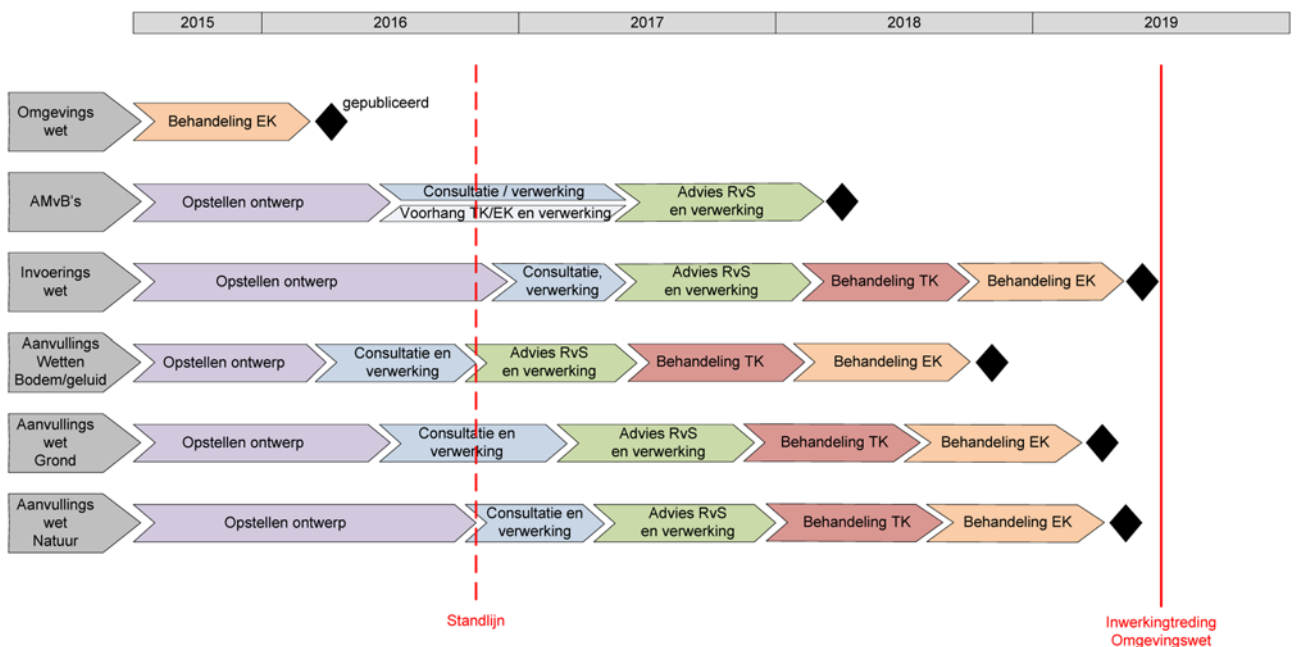 2015 2016 2017 2018 2019
Omgevings
wet
Behandeling EK
gepubliceerd
AMvB's
Opstellen ontwerp
Consultatie / verwerking
Voorhang TK/EK en verwerking
Advies RvS
en verwerking
Invoerings
wet
Opstellen ontwerp
Consultatie,
verwerking,
Advies RvS
en verwerking
Behandeling TK
Behandeling EK
Aanvullings
Wetten
Bodem/geluid
Opstellen ontwerp
Consultatie en
verwerking
Advies RvS
en verwerking
Behandeling TK
Behandeling EK
Aanvullings
wet
Grond
Opstellen ontwerp
Consultatie en
verwerking
Advies RvS
en verwerking
Behandeling TK
Behandeling EK
Aanvullings
wet
Natuur
Opstellen ontwerp
Consultatie en
verwerking
Advies RvS
en verwerking
Behandeling TK
Behandeling EK
Standlijn
Inwerkingtreding
Omgevingswet